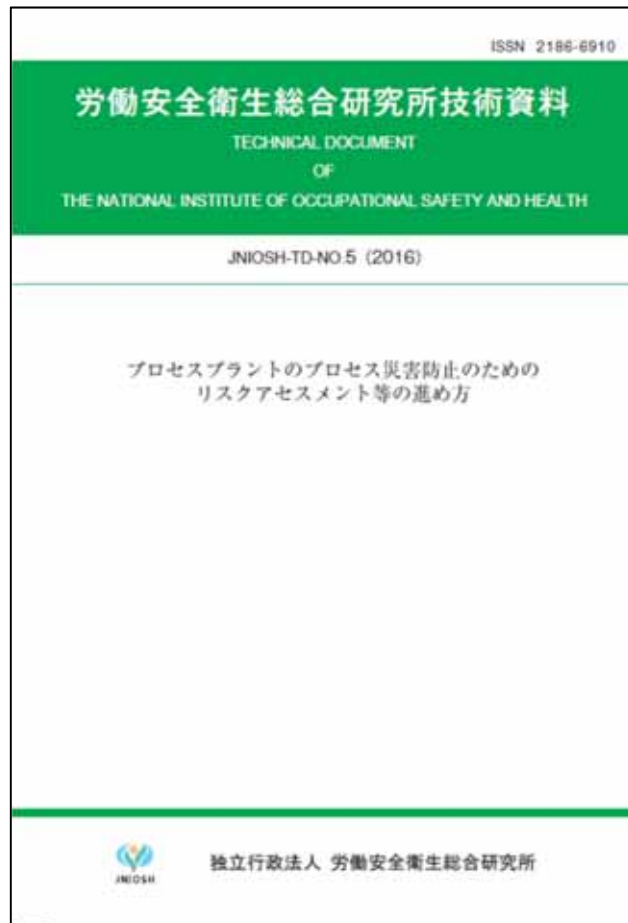 ISSN 2186-6910
労働安全衛生総合研究所技術資料
TECHNICAL DOCUMENT
OF
THE NATIONAL INSTITUTE OF OCCUPATIONAL SAFETY AND HEALTH
JNIOSH-TD-NO.5 (2016)
プロセスプラントのプロセス災害防止のための
リスクアセスメント等の進め方
JNIOSH
独立行政法人 労働安全衛生総合研究所